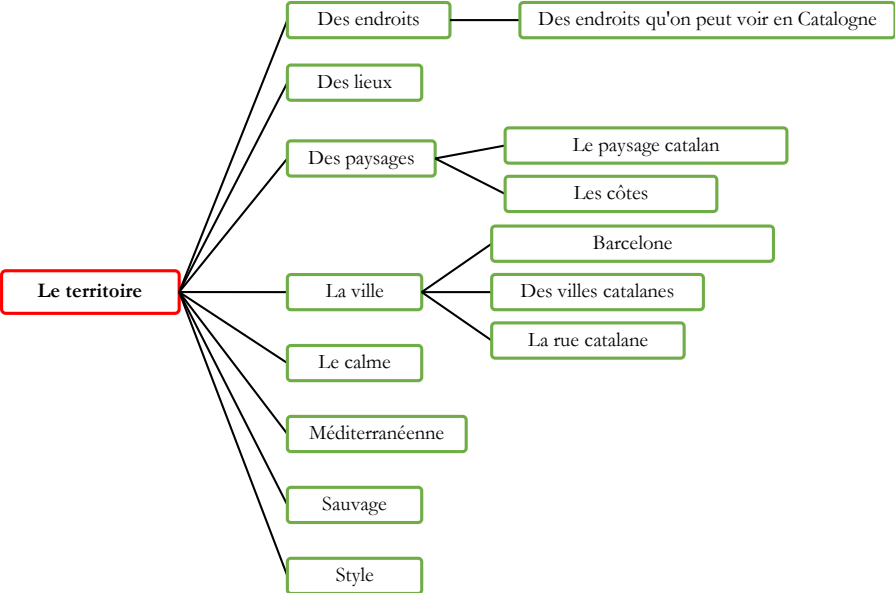 Des endroits
Des endroits qu'on peut voir en Catalogne
Des lieux
Des paysages
Le paysage catalan
Les côtes
Le territoire
La ville
Barcelone
Des villes catalanes
La rue catalane
Le calme
Méditerranéenne
Sauvage
Style